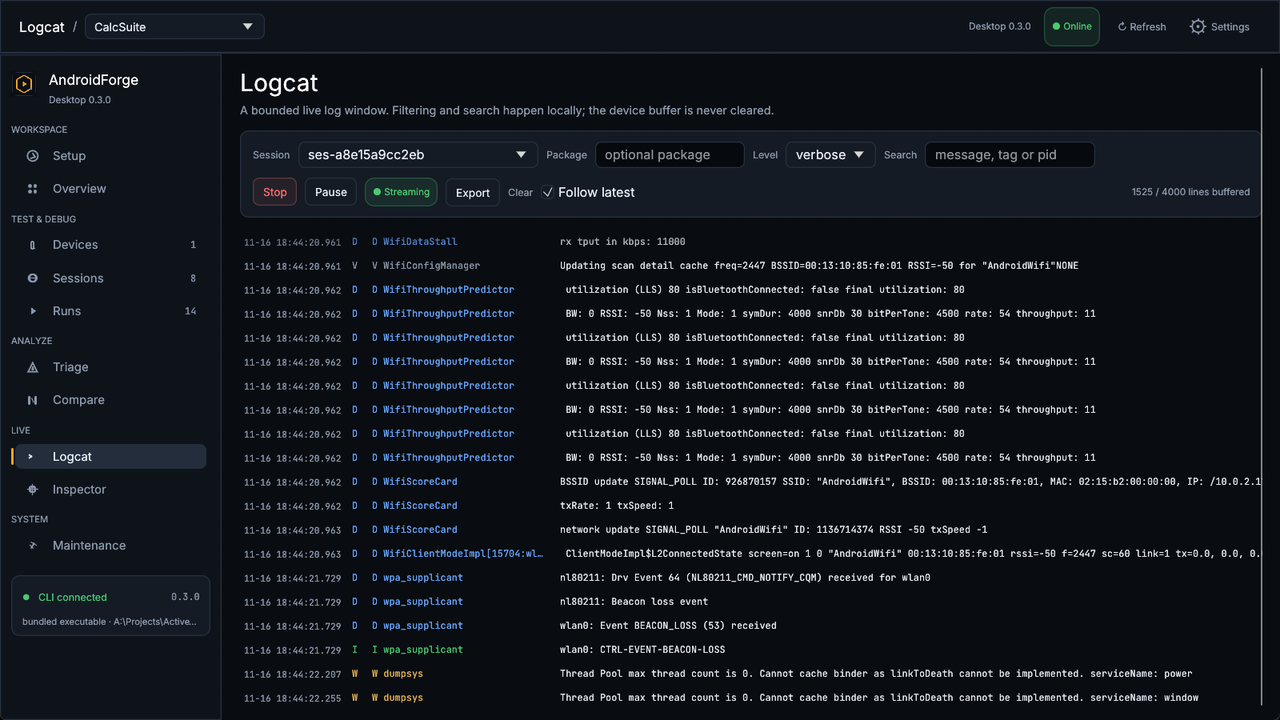 Logcat / CalcSuite
Desktop 0.3.0 Online Refresh Settings
AndroidForge
Desktop 0.3.0
WORKSPACE
Setup
Overview
TEST & DEBUG
Devices 1
Sessions 8
Runs 14
ANALYZE
Triage
Compare
LIVE
Logcat
Inspector
SYSTEM
Maintenance
CLI connected 0.3.0
bundled executable · A:\Projects\Active...
Logcat
A bounded live log window. Filtering and search happen locally; the device buffer is never cleared.
Session ses-a8e15a9cc2eb Package optional package Level verbose Search message, tag or pid
Stop Pause Streaming Export Clear Follow latest 1525 / 4000 lines buffered
11-16 18:44:20.961 D D WifiDataStall rx tput in kbps: 11000
11-16 18:44:20.961 V V WifiConfigManager Updating scan detail cache freq=2447 BSSID=00:13:10:85:fe:01 RSSI=-50 for "AndroidWifi"NONE
11-16 18:44:20.962 D D WifiThroughputPredictor utilization (LLS) 80 isBluetoothConnected: false final utilization: 80
11-16 18:44:20.962 D D WifiThroughputPredictor BW: 0 RSSI: -50 Nss: 1 Mode: 1 symDur: 4000 snrDb 30 bitPerTone: 4500 rate: 54 throughput: 11
11-16 18:44:20.962 D D WifiThroughputPredictor utilization (LLS) 80 isBluetoothConnected: false final utilization: 80
11-16 18:44:20.962 D D WifiThroughputPredictor BW: 0 RSSI: -50 Nss: 1 Mode: 1 symDur: 4000 snrDb 30 bitPerTone: 4500 rate: 54 throughput: 11
11-16 18:44:20.962 D D WifiThroughputPredictor utilization (LLS) 80 isBluetoothConnected: false final utilization: 80
11-16 18:44:20.962 D D WifiThroughputPredictor BW: 0 RSSI: -50 Nss: 1 Mode: 1 symDur: 4000 snrDb 30 bitPerTone: 4500 rate: 54 throughput: 11
11-16 18:44:20.962 D D WifiThroughputPredictor utilization (LLS) 80 isBluetoothConnected: false final utilization: 80
11-16 18:44:20.962 D D WifiThroughputPredictor BW: 0 RSSI: -50 Nss: 1 Mode: 1 symDur: 4000 snrDb 30 bitPerTone: 4500 rate: 54 throughput: 11
11-16 18:44:20.962 D D WifiScoreCard BSSID update SIGNAL_POLL ID: 926870157 SSID: "AndroidWifi", BSSID: 00:13:10:85:fe:01, MAC: 02:15:b2:00:00:00, IP: /10.0.2.1
11-16 18:44:20.962 D D WifiScoreCard txRate: 1 txSpeed: 1
11-16 18:44:20.963 D D WifiScoreCard network update SIGNAL_POLL "AndroidWifi" ID: 1136714374 RSSI -50 txSpeed -1
11-16 18:44:20.963 D D WifiClientModeImpl[15704:wl… ClientModeImpl$L2ConnectedState screen=on 1 0 "AndroidWifi" 00:13:10:85:fe:01 rssi=-50 f=2447 sc=60 link=1 tx=0.0, 0.0, 0.
11-16 18:44:21.729 D D wpa_supplicant nl80211: Drv Event 64 (NL80211_CMD_NOTIFY_CQM) received for wlan0
11-16 18:44:21.729 D D wpa_supplicant nl80211: Beacon loss event
11-16 18:44:21.729 D D wpa_supplicant wlan0: Event BEACON_LOSS (53) received
11-16 18:44:21.729 I I wpa_supplicant wlan0: CTRL-EVENT-BEACON-LOSS
11-16 18:44:22.207 W W dumpsys Thread Pool max thread count is 0. Cannot cache binder as linkToDeath cannot be implemented. serviceName: power
11-16 18:44:22.255 W W dumpsys Thread Pool max thread count is 0. Cannot cache binder as linkToDeath cannot be implemented. serviceName: window